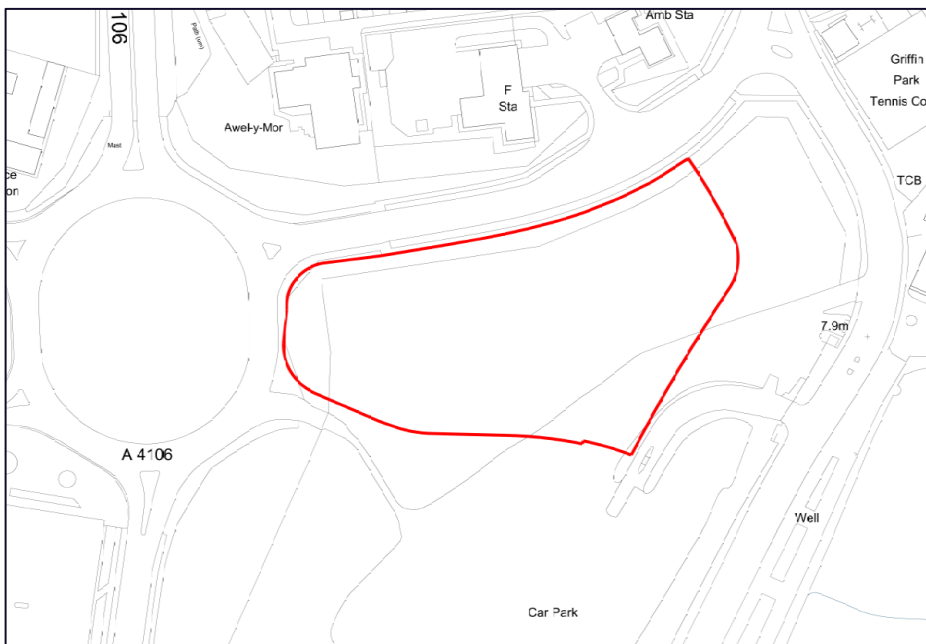 106
Path (um)
Amb Sta
Griffin
Park
Tennis Co
F
Sta
Awel-y-Mor
Mast
ce
on
TCB
7.9m
A 4106
Well
Car Park